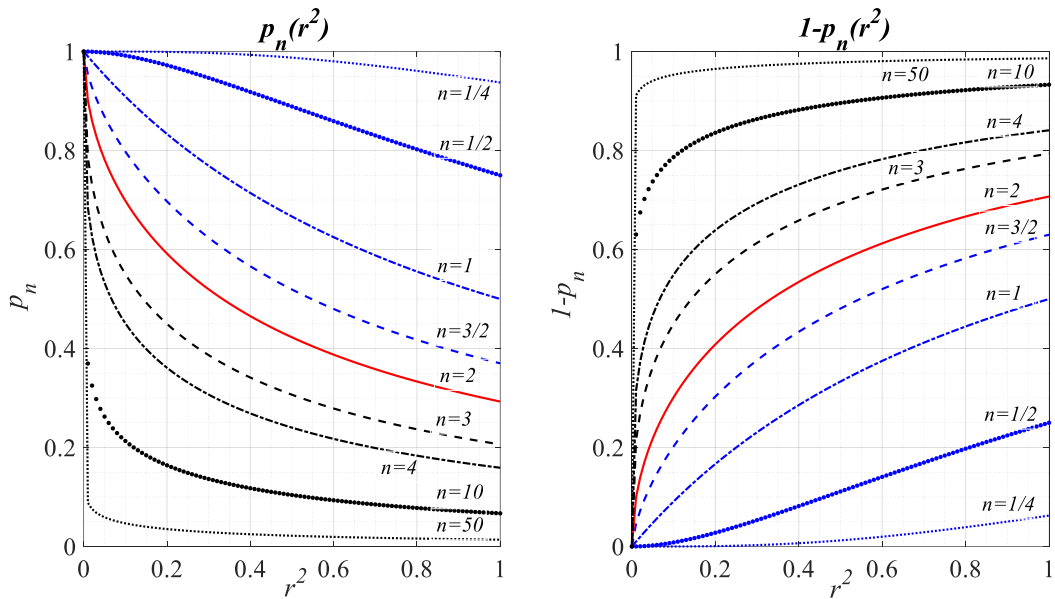 p_n(r^2)
1
n=1/4
n=1/2
0.8
n=1
0.6
p_n
n=3/2
0.4
n=2
n=3
0.2
n=4
n=10
n=50
0
0 0.2 0.4 0.6 0.8 1
r^2
1-p_n(r^2)
1
n=50 n=10
n=4
0.8
n=3
n=2
n=3/2
0.6
1-p_n
n=1
0.4
n=1/2
0.2
n=1/4
0
0 0.2 0.4 0.6 0.8 1
r^2